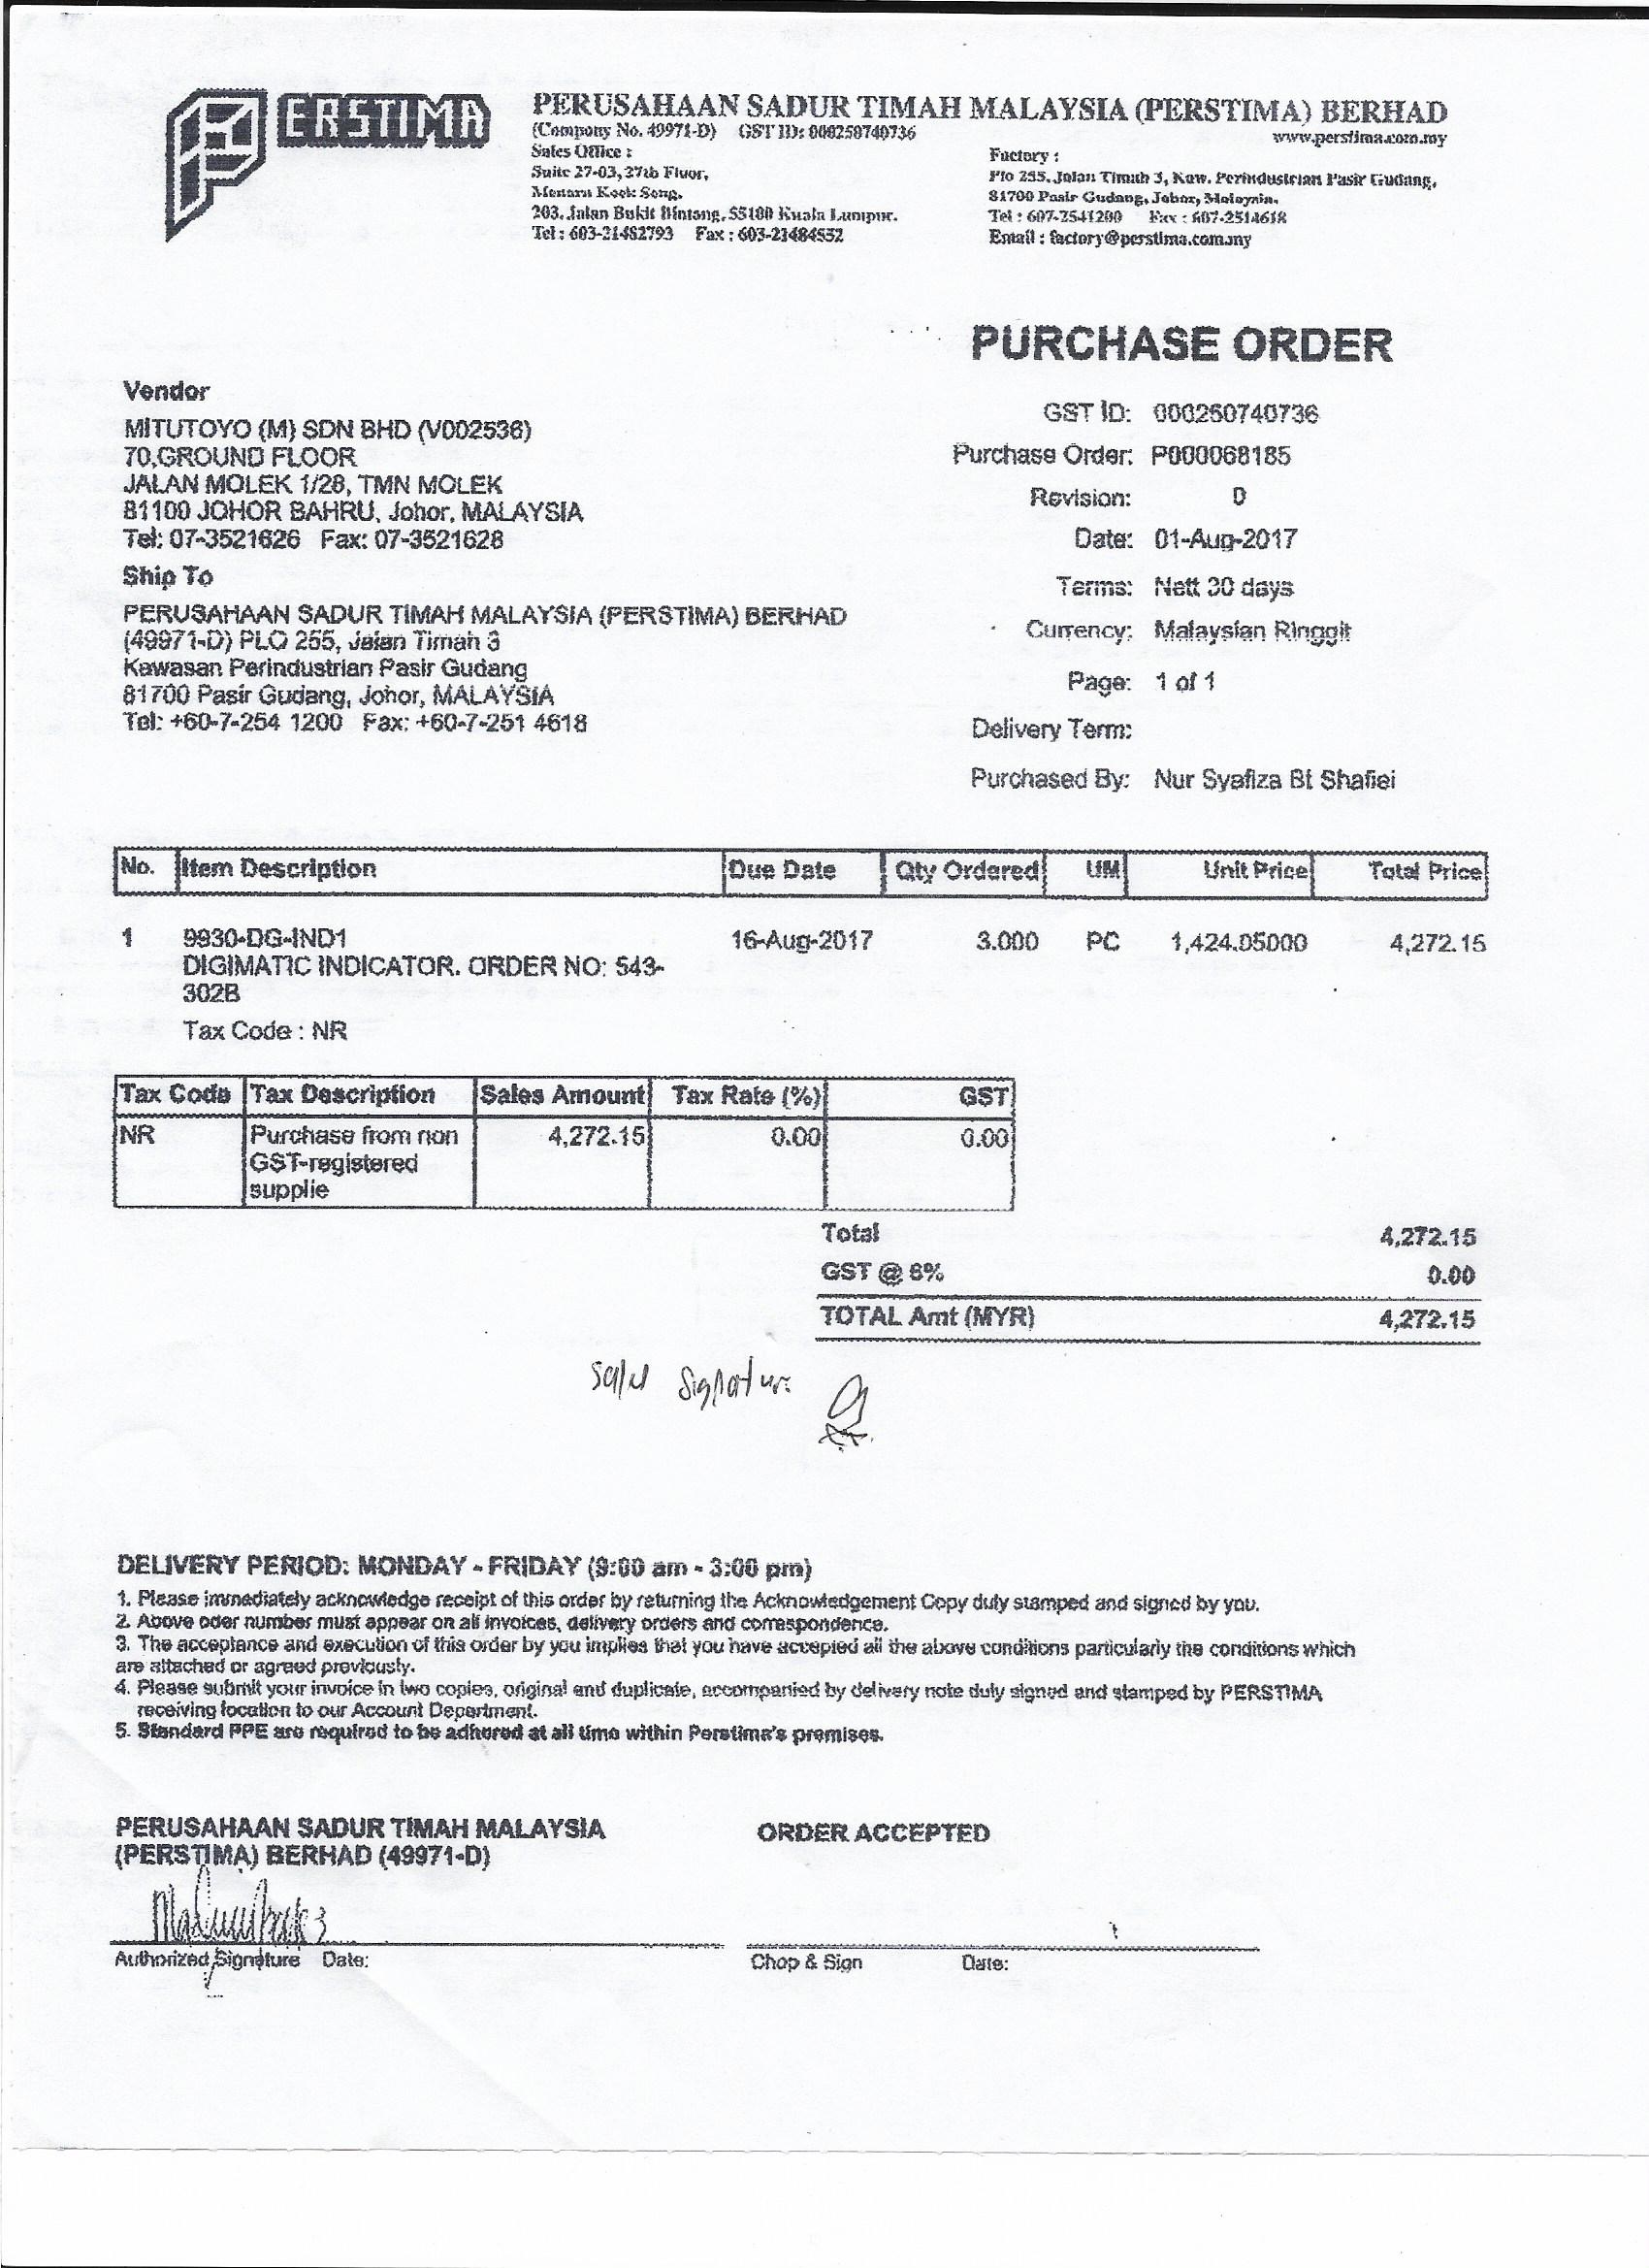 PERSTIMA
PERUSAHAAN SADUR TIMAH MALAYSIA (PERSTIMA) BERHAD
(Company No. 49971-D) GST ID: 000250740736
www.perstima.com.my
Sales Office :
Suite 27-03, 27th Floor,
Menara Keck Seng,
203, Jalan Bukit Bintang, 55100 Kuala Lumpur.
Tel : 603-21482793 Fax : 603-21484552
Factory :
Plo 255, Jalan Timah 3, Kaw. Perindustrian Pasir Gudang,
81700 Pasir Gudang, Johor, Malaysia.
Tel : 607-2541200 Fax : 607-2514618
Email : factory@perstima.com.my
PURCHASE ORDER
Vendor
MITUTOYO (M) SDN BHD (V002536)
70,GROUND FLOOR
JALAN MOLEK 1/28, TMN MOLEK
81100 JOHOR BAHRU, Johor, MALAYSIA
Tel: 07-3521626 Fax: 07-3521628
Ship To
PERUSAHAAN SADUR TIMAH MALAYSIA (PERSTIMA) BERHAD
(49971-D) PLO 255, Jalan Timah 3
Kawasan Perindustrian Pasir Gudang
81700 Pasir Gudang, Johor, MALAYSIA
Tel: +60-7-254 1200 Fax: +60-7-251 4618
GST ID: 000250740736
Purchase Order: P000068185
Revision: 0
Date: 01-Aug-2017
Terms: Nett 30 days
Currency: Malaysian Ringgit
Page: 1 of 1
Delivery Term:
Purchased By: Nur Syafiza Bt Shafiei
No. Item Description Due Date Qty Ordered UM Unit Price Total Price
1 9930-DG-IND1 16-Aug-2017 3.000 PC 1,424.05000 4,272.15
DIGIMATIC INDICATOR. ORDER NO: 543-
302B
Tax Code : NR
Tax Code Tax Description Sales Amount Tax Rate (%) GST
NR Purchase from non 4,272.15 0.00 0.00
GST-registered
supplie
Total 4,272.15
GST @ 6% 0.00
TOTAL Amt (MYR) 4,272.15
signature
DELIVERY PERIOD: MONDAY - FRIDAY (9:00 am - 3:00 pm)
1. Please immediately acknowledge receipt of this order by returning the Acknowledgement Copy duly stamped and signed by you.
2. Above oder number must appear on all invoices, delivery orders and correspondence.
3. The acceptance and execution of this order by you implies that you have accepted all the above conditions particularly the conditions which
are attached or agreed previously.
4. Please submit your invoice in two copies, original and duplicate, accompanied by delivery note duly signed and stamped by PERSTIMA
receiving location to our Account Department.
5. Standard PPE are required to be adhered at all time within Perstima's premises.
PERUSAHAAN SADUR TIMAH MALAYSIA
(PERSTIMA) BERHAD (49971-D)
ORDER ACCEPTED
Authorized Signature Date:
Chop & Sign Date: